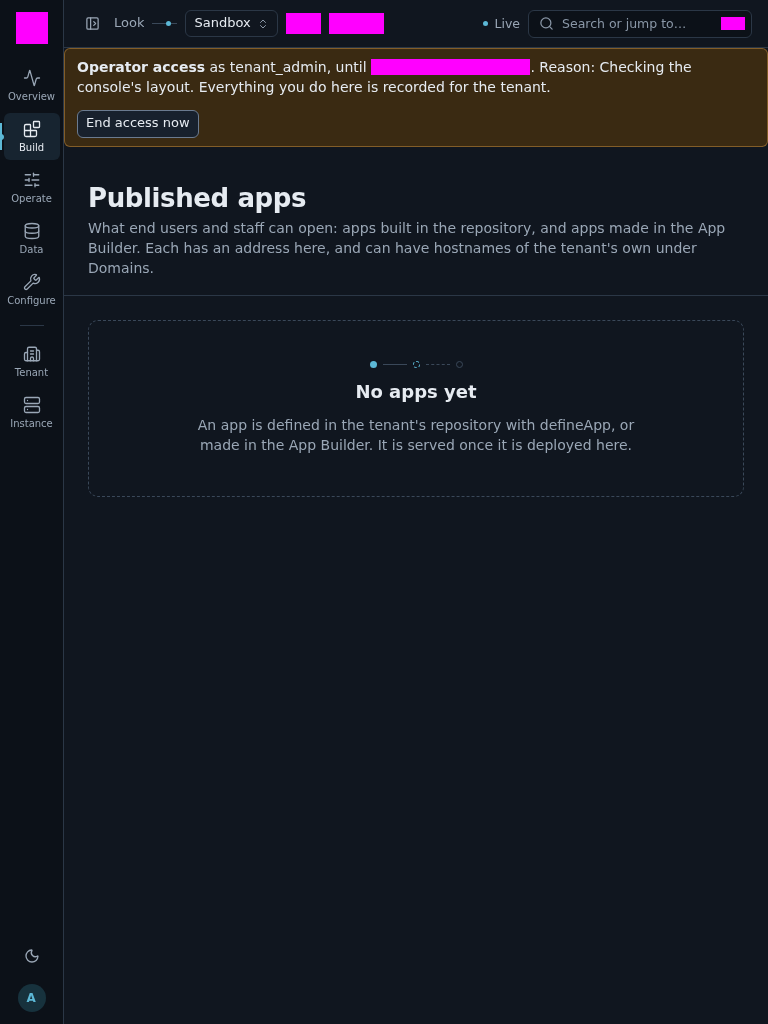 Look
Sandbox
Live
Search or jump to…
Operator access as tenant_admin, until . Reason: Checking the
console's layout. Everything you do here is recorded for the tenant.
End access now
Overview
Build
Operate
Data
Configure
Tenant
Instance
A
Published apps
What end users and staff can open: apps built in the repository, and apps made in the App
Builder. Each has an address here, and can have hostnames of the tenant's own under
Domains.
No apps yet
An app is defined in the tenant's repository with defineApp, or
made in the App Builder. It is served once it is deployed here.